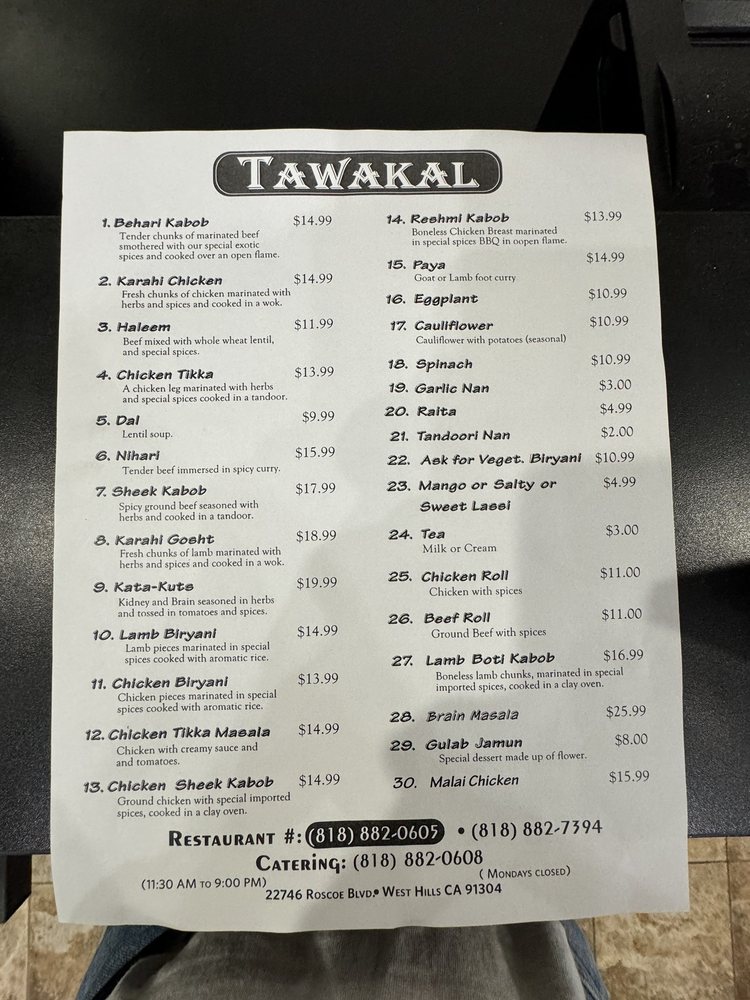 TAWAKAL
1. Behari Kabob $14.99
Tender chunks of marinated beef
smothered with our special exotic
spices and cooked over an open flame.
2. Karahi Chicken $14.99
Fresh chunks of chicken marinated with
herbs and spices and cooked in a wok.
3. Haleem $11.99
Beef mixed with whole wheat lentil,
and special spices.
4. Chicken Tikka $13.99
A chicken leg marinated with herbs
and special spices cooked in a tandoor.
5. Dal $9.99
Lentil soup.
6. Nihari $15.99
Tender beef immersed in spicy curry.
7. Sheek Kabob $17.99
Spicy ground beef seasoned with
herbs and cooked in a tandoor.
8. Karahi Gosht $18.99
Fresh chunks of lamb marinated with
herbs and spices and cooked in a wok.
9. Kata-Kuts $19.99
Kidney and Brain seasoned in herbs
and tossed in tomatoes and spices.
10. Lamb Biryani $14.99
Lamb pieces marinated in special
spices cooked with aromatic rice.
11. Chicken Biryani $13.99
Chicken pieces marinated in special
spices cooked with aromatic rice.
12. Chicken Tikka Masala $14.99
Chicken with creamy sauce and
and tomatoes.
13. Chicken Sheek Kabob $14.99
Ground chicken with special imported
spices, cooked in a clay oven.
14. Reshmi Kabob $13.99
Boneless Chicken Breast marinated
in special spices BBQ in oopen flame.
15. Paya $14.99
Goat or Lamb foot curry
16. Eggplant $10.99
17. Cauliflower $10.99
Cauliflower with potatoes (seasonal)
18. Spinach $10.99
19. Garlic Nan $3.00
20. Raita $4.99
21. Tandoori Nan $2.00
22. Ask for Veget. Biryani $10.99
23. Mango or Salty or $4.99
Sweet Lassi
24. Tea $3.00
Milk or Cream
25. Chicken Roll $11.00
Chicken with spices
26. Beef Roll $11.00
Ground Beef with spices
27. Lamb Boti Kabob $16.99
Boneless lamb chunks, marinated in special
imported spices, cooked in a clay oven.
28. Brain Masala $25.99
29. Gulab Jamun $8.00
Special dessert made up of flower.
30. Malai Chicken $15.99
RESTAURANT #: (818) 882-0605 • (818) 882-7394
CATERING: (818) 882-0608
(11:30 AM TO 9:00 PM) (MONDAYS CLOSED)
22746 ROSCOE BLVD• WEST HILLS CA 91304